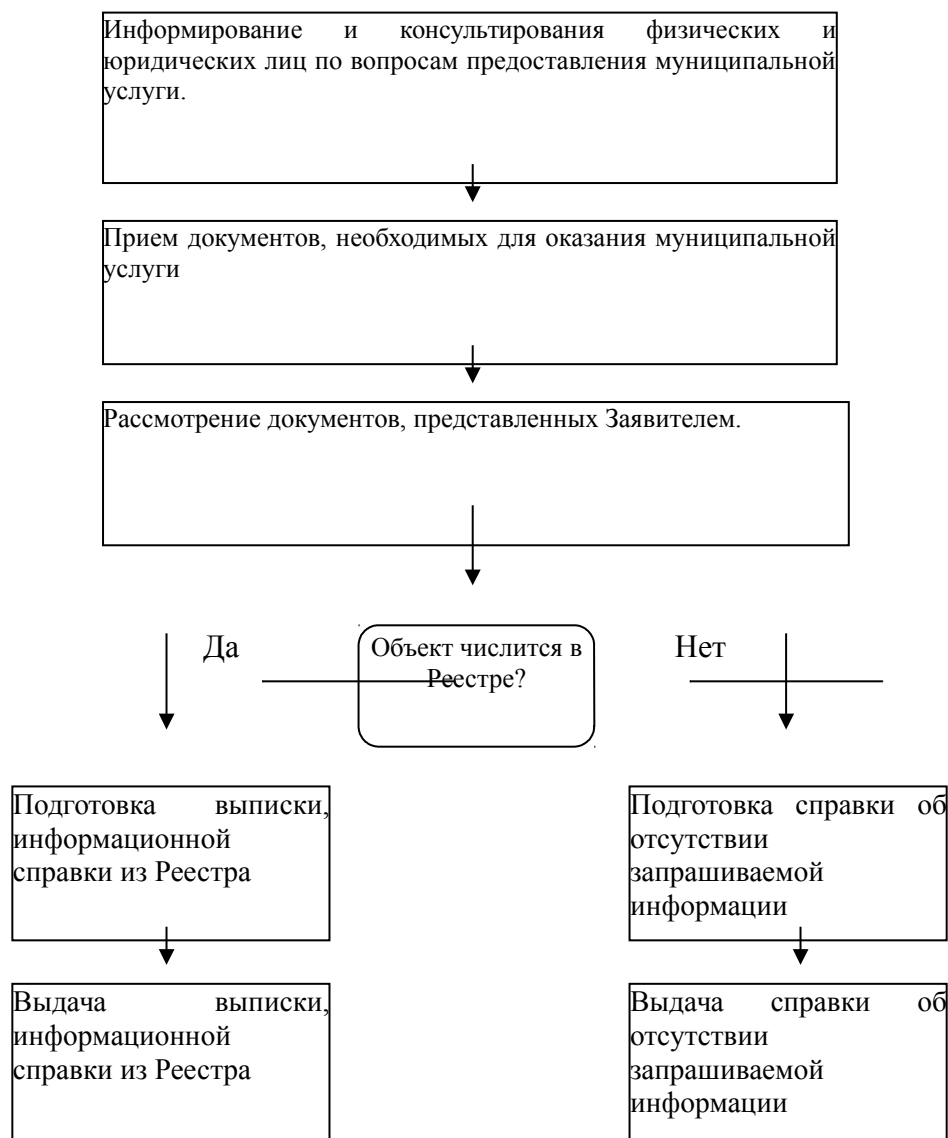 Информирование и консультирования физических и
юридических лиц по вопросам предоставления муниципальной
услуги.
Прием документов, необходимых для оказания муниципальной
услуги
Рассмотрение документов, представленных Заявителем.
Да
Объект числится в
Реестре?
Нет
Подготовка выписки,
информационной
справки из Реестра
Подготовка справки об
отсутствии
запрашиваемой
информации
Выдача выписки,
информационной
справки из Реестра
Выдача справки об
отсутствии
запрашиваемой
информации